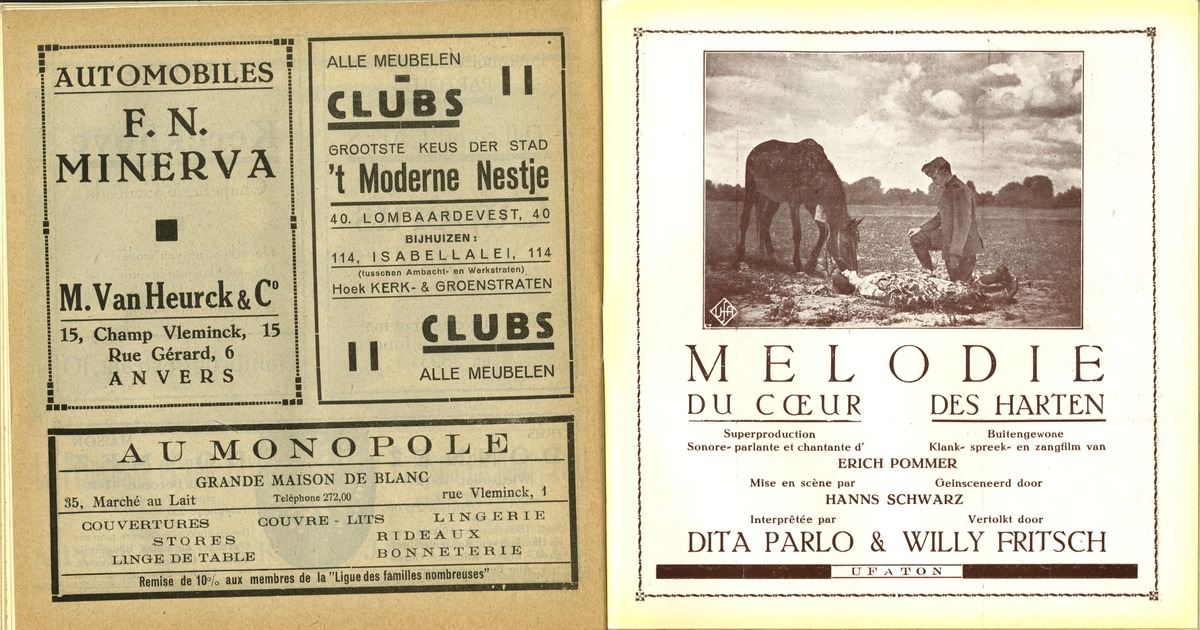 AUTOMOBILES
F. N.
MINERVA
M. Van Heurck & Cº
15, Champ Vleminck, 15
Rue Gérard, 6
ANVERS
ALLE MEUBELEN
CLUBS
GROOTSTE KEUS DER STAD
't Moderne Nestje
40. LOMBAARDEVEST, 40
BIJHUIZEN :
114, ISABELLALEI, 114
(tusschen Ambacht- en Werkstraten)
Hoek KERK- & GROENSTRATEN
CLUBS
ALLE MEUBELEN
AU MONOPOLE
GRANDE MAISON DE BLANC
35, Marché au Lait Téléphone 272,00 rue Vleminck, 1
COUVERTURES COUVRE - LITS LINGERIE
STORES RIDEAUX
LINGE DE TABLE BONNETERIE
Remise de 10% aux membres de la "Ligue des familles nombreuses"
UFA
MELODIE
DU CŒUR DES HARTEN
Superproduction Buitengewone
Sonore- parlante et chantante d' Klank- spreek- en zangfilm van
ERICH POMMER
Mise en scène par Geinsceneerd door
HANNS SCHWARZ
Interprêtée par Vertolkt door
DITA PARLO & WILLY FRITSCH
UFATON